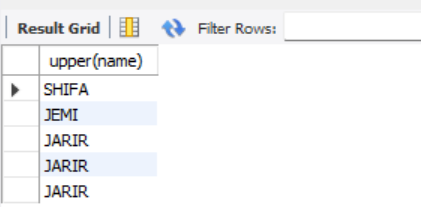 Result Grid Filter Rows:
upper(name)
SHIFA
JEMI
JARIR
JARIR
JARIR